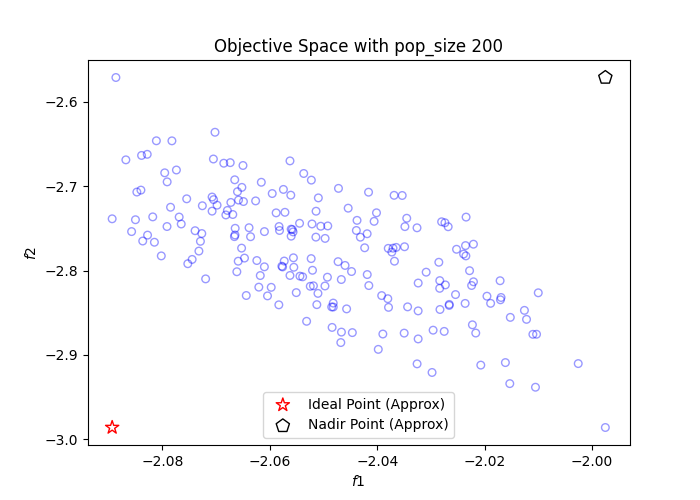 Objective Space with pop_size 200
f2
−2.6
−2.7
−2.8
−2.9
−3.0
Ideal Point (Approx)
Nadir Point (Approx)
−2.08
−2.06
−2.04
−2.02
−2.00
f1